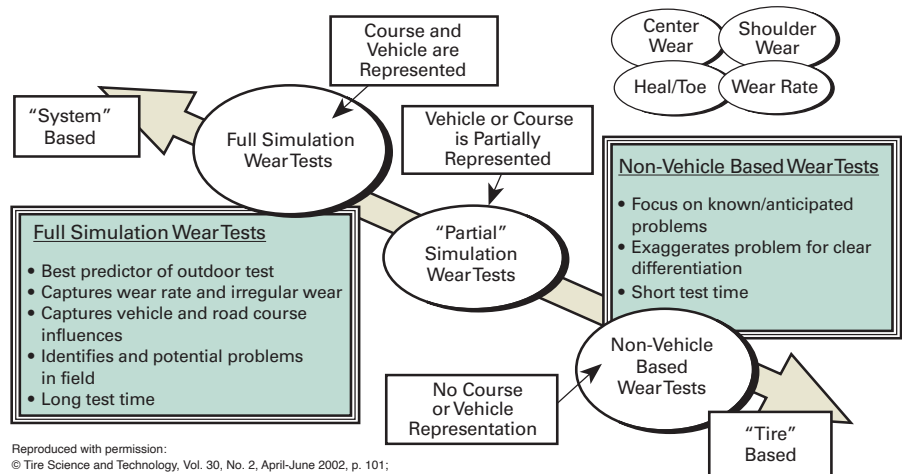 Course and
Vehicle are
Represented
Center
Wear
Shoulder
Wear
Heal/Toe
Wear Rate
"System"
Based
Full Simulation
Wear Tests
Vehicle or Course
is Partially
Represented
Non-Vehicle Based Wear Tests
• Focus on known/anticipated
problems
• Exaggerates problem for clear
differentiation
• Short test time
Full Simulation Wear Tests
• Best predictor of outdoor test
• Captures wear rate and irregular wear
• Captures vehicle and road course
influences
• Identifies and potential problems
in field
• Long test time
"Partial"
Simulation
Wear Tests
Non-Vehicle
Based
Wear Tests
No Course
or Vehicle
Representation
"Tire"
Based
Reproduced with permission:
© Tire Science and Technology, Vol. 30, No. 2, April-June 2002, p. 101;